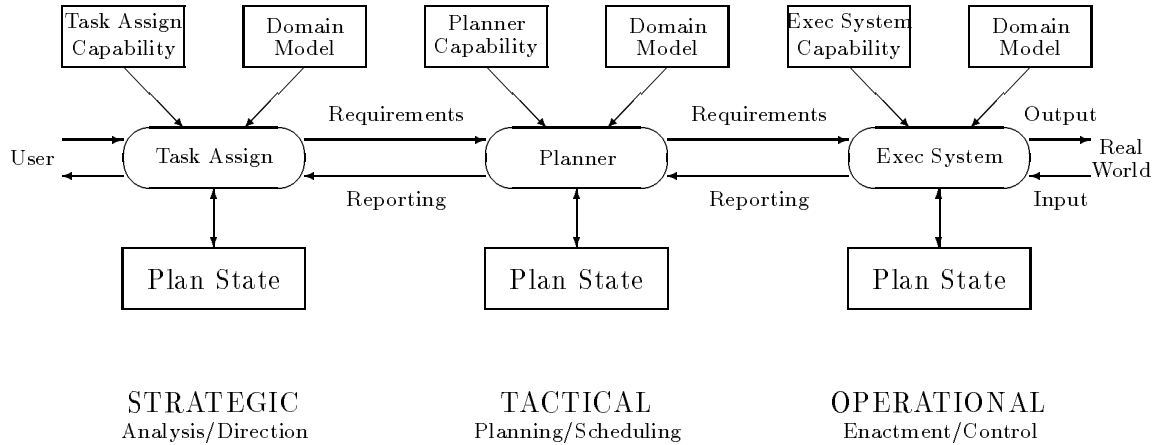 Task Assign
Capability
Domain
Model
Planner
Capability
Domain
Model
Exec System
Capability
Domain
Model
Requirements
Requirements
Output
User
Task Assign
Planner
Exec System
Real
World
Reporting
Reporting
Input
Plan State
Plan State
Plan State
STRATEGIC
Analysis/Direction
TACTICAL
Planning/Scheduling
OPERATIONAL
Enactment/Control